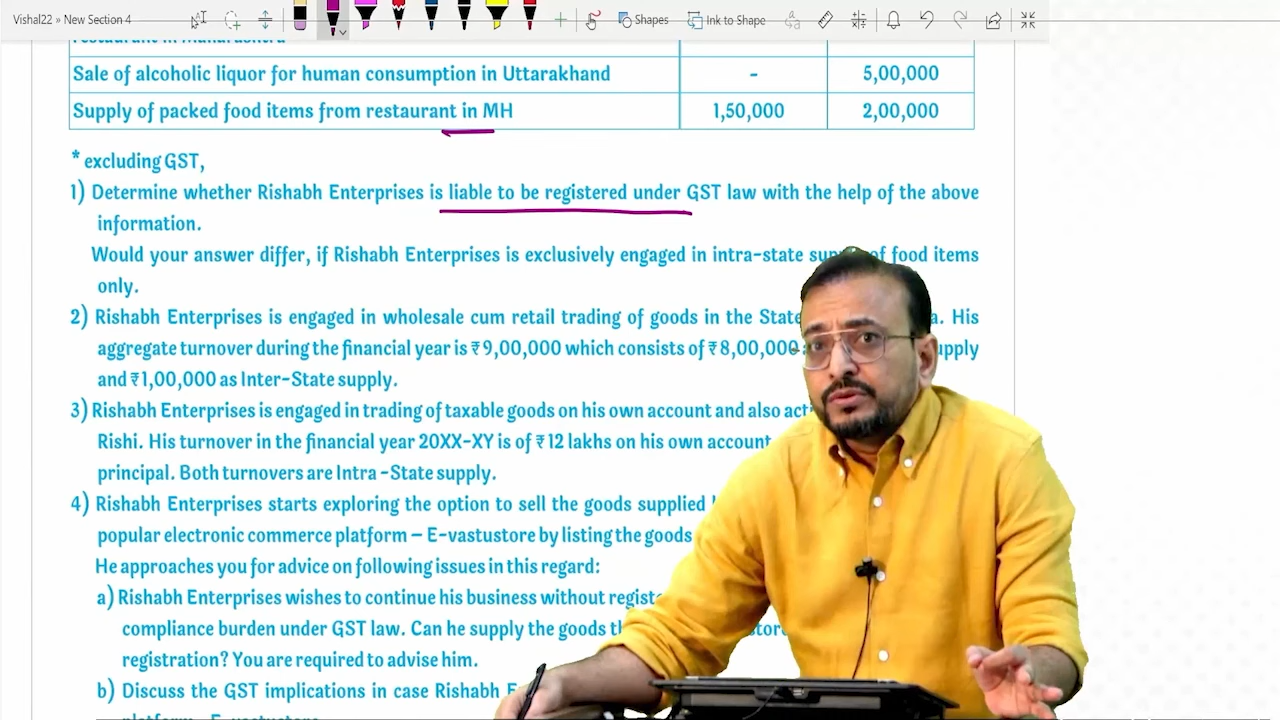 Vishal22 » New Section 4
Shapes
Ink to Shape
restaurant in Maharashtra
Sale of alcoholic liquor for human consumption in Uttarakhand - 5,00,000
Supply of packed food items from restaurant in MH 1,50,000 2,00,000
* excluding GST,
1) Determine whether Rishabh Enterprises is liable to be registered under GST law with the help of the above
information.
Would your answer differ, if Rishabh Enterprises is exclusively engaged in intra-state supply of food items
only.
2) Rishabh Enterprises is engaged in wholesale cum retail trading of goods in the State a. His
aggregate turnover during the financial year is ₹9,00,000 which consists of ₹8,00,000 upply
and ₹1,00,000 as Inter-State supply.
3) Rishabh Enterprises is engaged in trading of taxable goods on his own account and also act
Rishi. His turnover in the financial year 20XX-XY is of ₹12 lakhs on his own account
principal. Both turnovers are Intra -State supply.
4) Rishabh Enterprises starts exploring the option to sell the goods supplied
popular electronic commerce platform – E-vastustore by listing the goods
He approaches you for advice on following issues in this regard:
a) Rishabh Enterprises wishes to continue his business without regist
compliance burden under GST law. Can he supply the goods th store
registration? You are required to advise him.
b) Discuss the GST implications in case Rishabh E
platform - E-vastustore